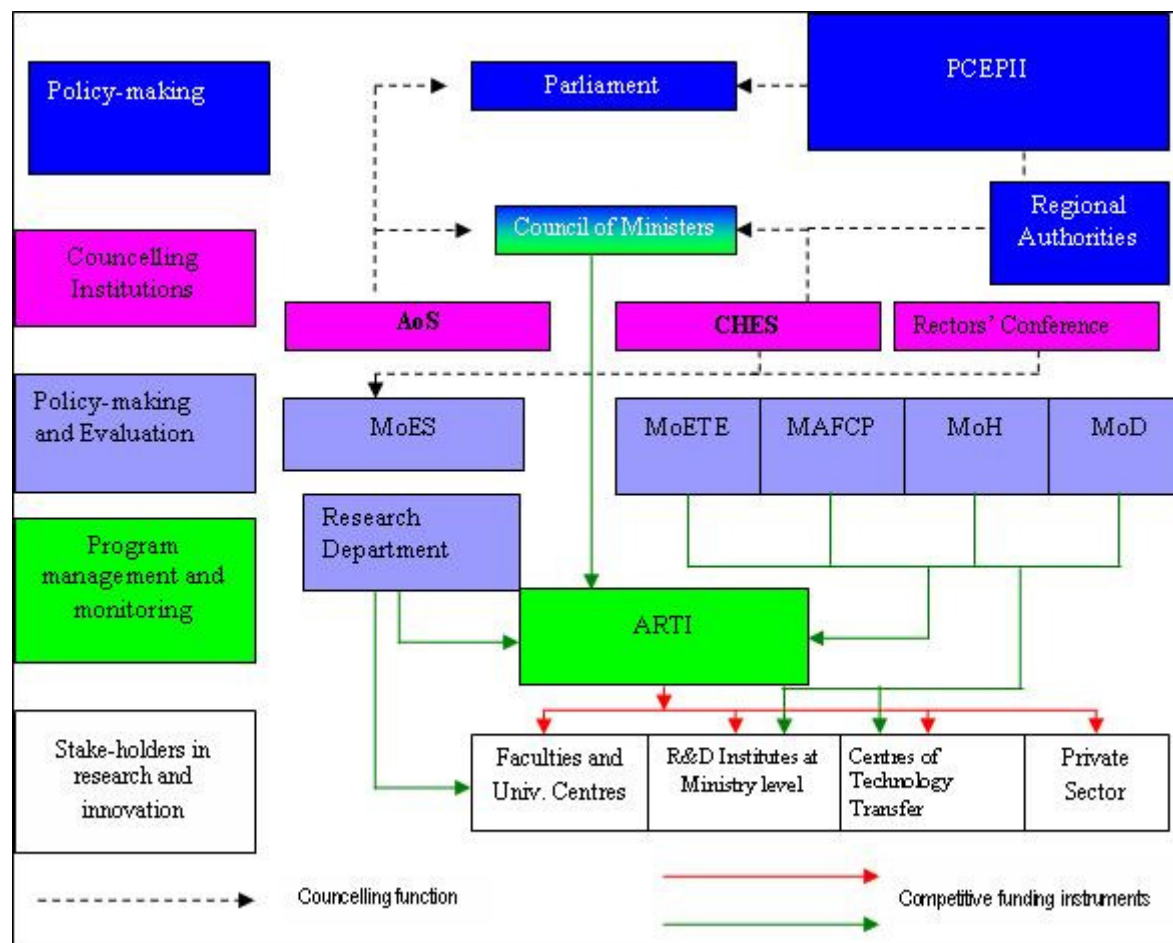 Policy-making
Parliament
PCEPII
Council of Ministers
Regional
Authorities
Councelling
Institutions
AoS
CHES
Rectors’ Conference
Policy-making
and Evaluation
MoES
MoETE
MAFCP
MoH
MoD
Research
Department
Program
management and
monitoring
ARTI
Stake-holders in
research and
innovation
Faculties and
Univ. Centres
R&D Institutes at
Ministry level
Centres of
Technology
Transfer
Private
Sector
Councelling function
Competitive funding instruments